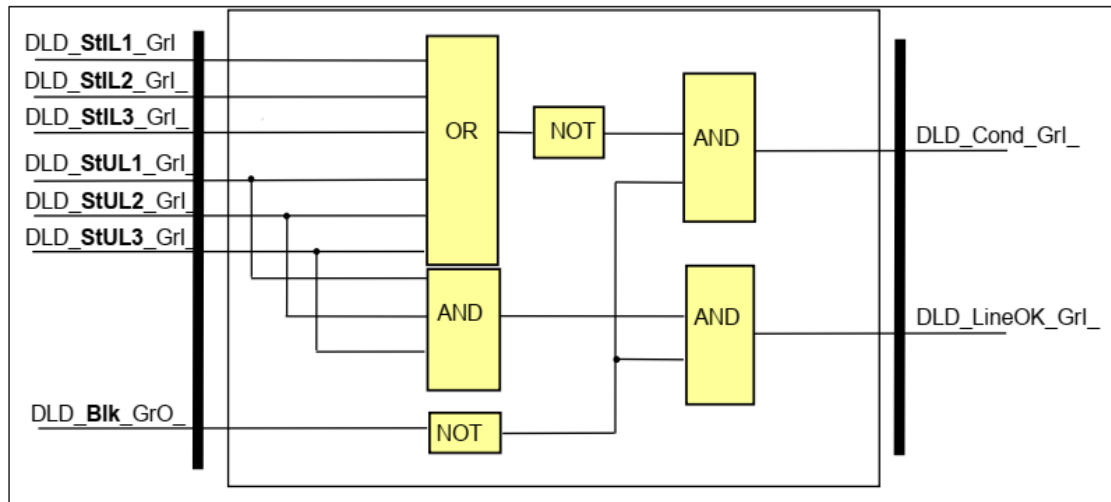 DLD_StIL1_GrI
DLD_StIL2_GrI_
DLD_StIL3_GrI_
DLD_StUL1_GrI_
DLD_StUL2_GrI_
DLD_StUL3_GrI_
DLD_Blk_GrO_
OR
NOT
AND
DLD_Cond_GrI_
AND
AND
DLD_LineOK_GrI_
NOT